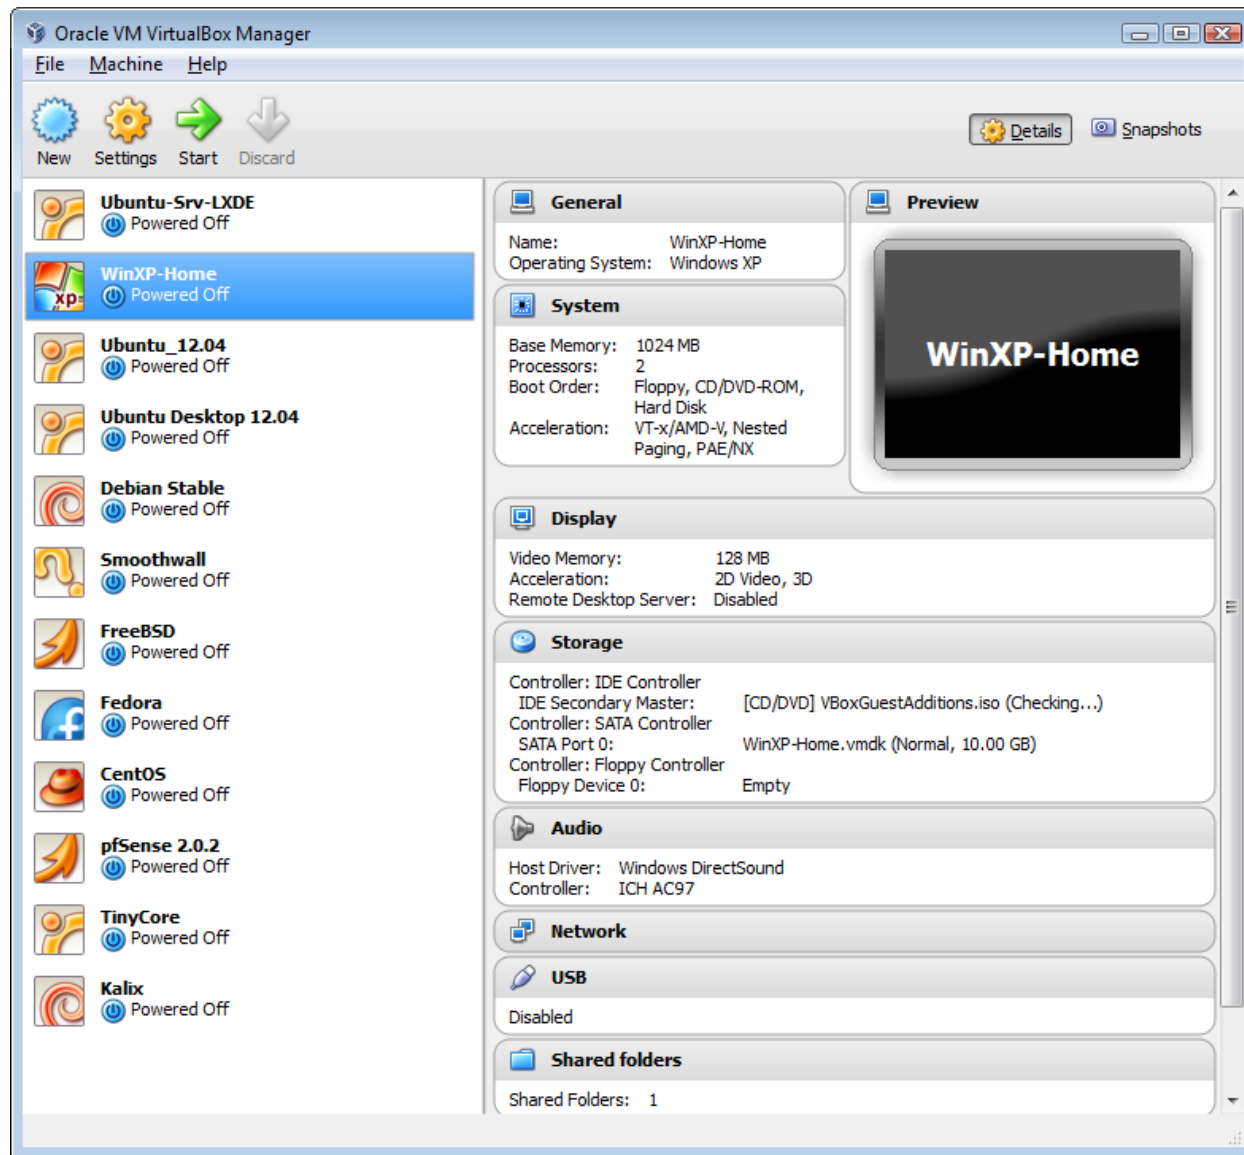 Oracle VM VirtualBox Manager
File Machine Help
New Settings Start Discard
Details Snapshots
Ubuntu-Srv-LXDE
Powered Off
WinXP-Home
Powered Off
Ubuntu_12.04
Powered Off
Ubuntu Desktop 12.04
Powered Off
Debian Stable
Powered Off
Smoothwall
Powered Off
FreeBSD
Powered Off
Fedora
Powered Off
CentOS
Powered Off
pfSense 2.0.2
Powered Off
TinyCore
Powered Off
Kalix
Powered Off
General
Name: WinXP-Home
Operating System: Windows XP
System
Base Memory: 1024 MB
Processors: 2
Boot Order: Floppy, CD/DVD-ROM,
Hard Disk
Acceleration: VT-x/AMD-V, Nested
Paging, PAE/NX
Preview
WinXP-Home
Display
Video Memory: 128 MB
Acceleration: 2D Video, 3D
Remote Desktop Server: Disabled
Storage
Controller: IDE Controller
IDE Secondary Master: [CD/DVD] VBoxGuestAdditions.iso (Checking...)
Controller: SATA Controller
SATA Port 0: WinXP-Home.vmdk (Normal, 10.00 GB)
Controller: Floppy Controller
Floppy Device 0: Empty
Audio
Host Driver: Windows DirectSound
Controller: ICH AC97
Network
USB
Disabled
Shared folders
Shared Folders: 1
xp